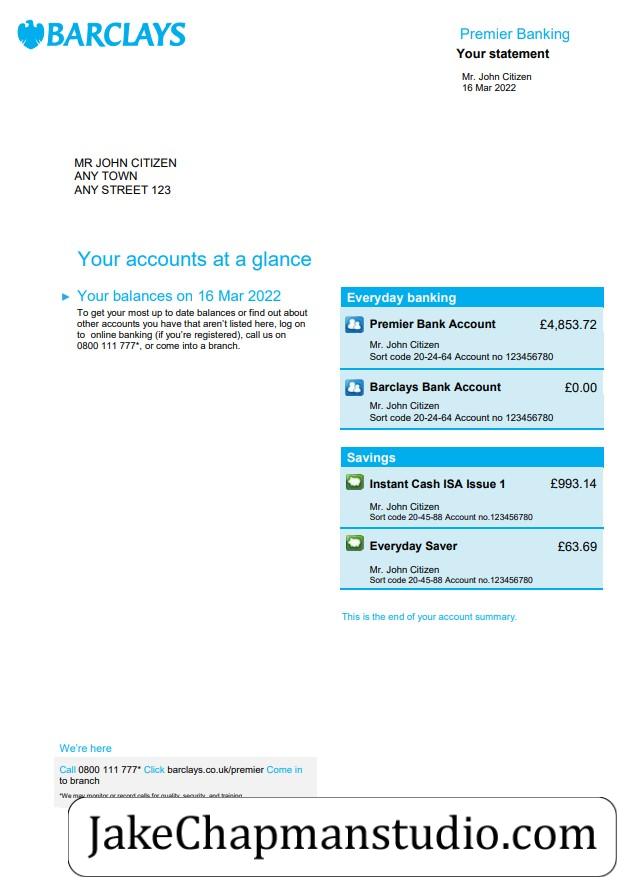 BARCLAYS
Premier Banking
Your statement
Mr. John Citizen
16 Mar 2022
MR JOHN CITIZEN
ANY TOWN
ANY STREET 123
Your accounts at a glance
► Your balances on 16 Mar 2022
To get your most up to date balances or find out about
other accounts you have that aren't listed here, log on
to online banking (if you're registered), call us on
0800 111 777*, or come into a branch.
Everyday banking
Premier Bank Account £4,853.72
Mr. John Citizen
Sort code 20-24-64 Account no 123456780
Barclays Bank Account £0.00
Mr. John Citizen
Sort code 20-24-64 Account no 123456780
Savings
Instant Cash ISA Issue 1 £993.14
Mr. John Citizen
Sort code 20-45-88 Account no.123456780
Everyday Saver £63.69
Mr. John Citizen
Sort code 20-45-88 Account no.123456780
This is the end of your account summary.
We're here
Call 0800 111 777* Click barclays.co.uk/premier Come in
to branch
*We may monitor or record calls for quality, security, and training
JakeChapmanstudio.com